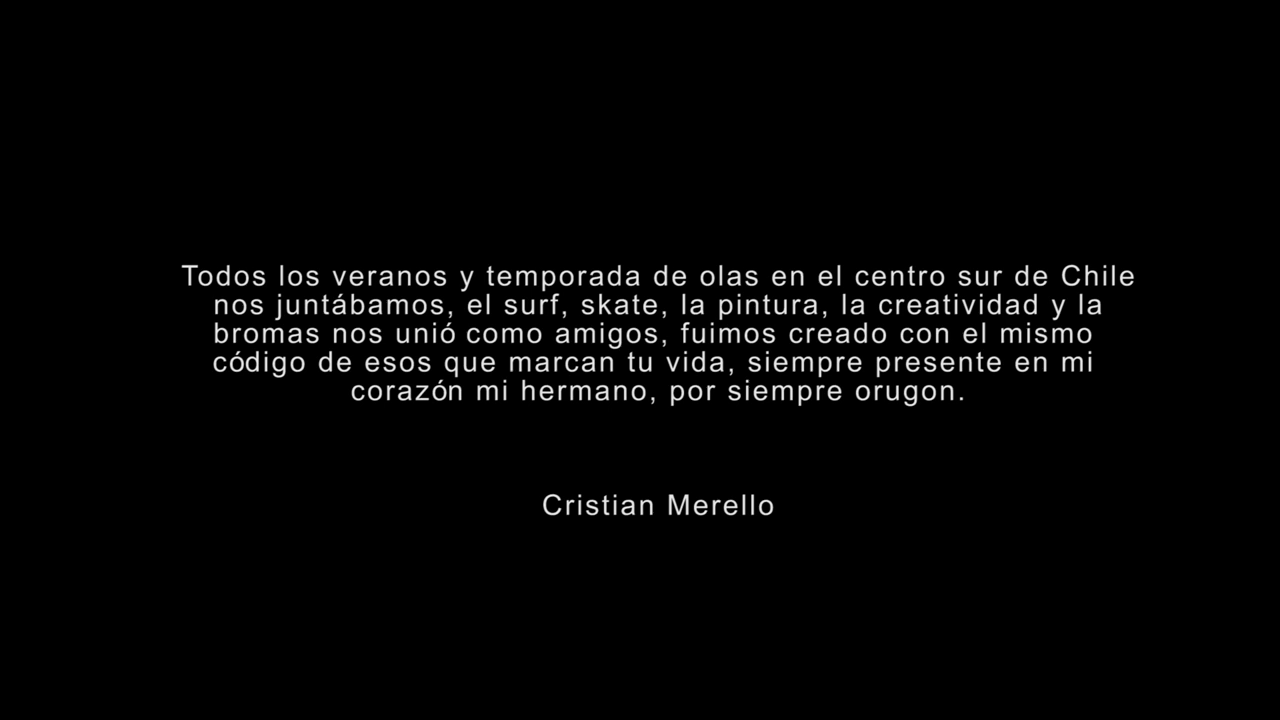 Todos los veranos y temporada de olas en el centro sur de Chile
nos juntábamos, el surf, skate, la pintura, la creatividad y la
bromas nos unió como amigos, fuimos creado con el mismo
código de esos que marcan tu vida, siempre presente en mi
corazón mi hermano, por siempre orugon.
Cristian Merello